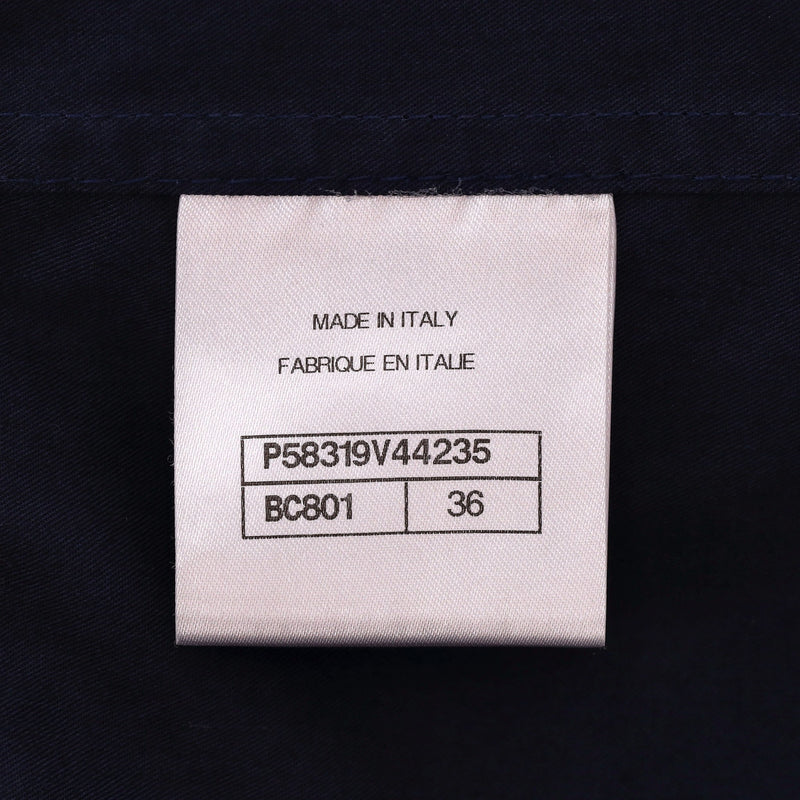 MADE IN ITALY
FABRIQUE EN ITALIE
P58319V44235
BC801 36